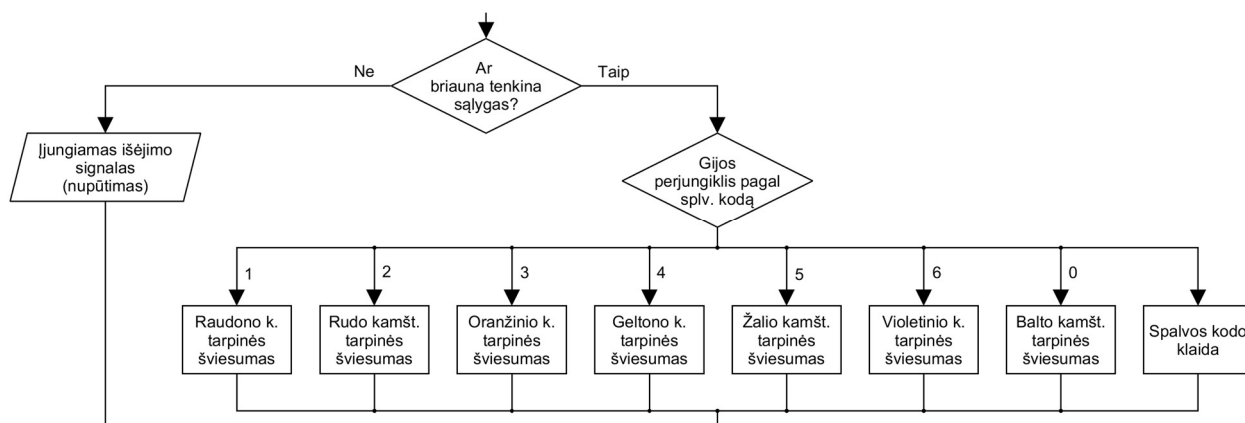 Ar
briauna tenkina
sąlygas?
Ne
Taip
Įjungiamas išėjimo
signalas
(nupūtimas)
Gijos
perjungiklis pagal
splv. kodą
1
2
3
4
5
6
0
Raudono k.
tarpinės
šviesumas
Rudo kamšt.
tarpinės
šviesumas
Oranžinio k.
tarpinės
šviesumas
Geltono k.
tarpinės
šviesumas
Žalio kamšt.
tarpinės
šviesumas
Violetinio k.
tarpinės
šviesumas
Balto kamšt.
tarpinės
šviesumas
Spalvos kodo
klaida